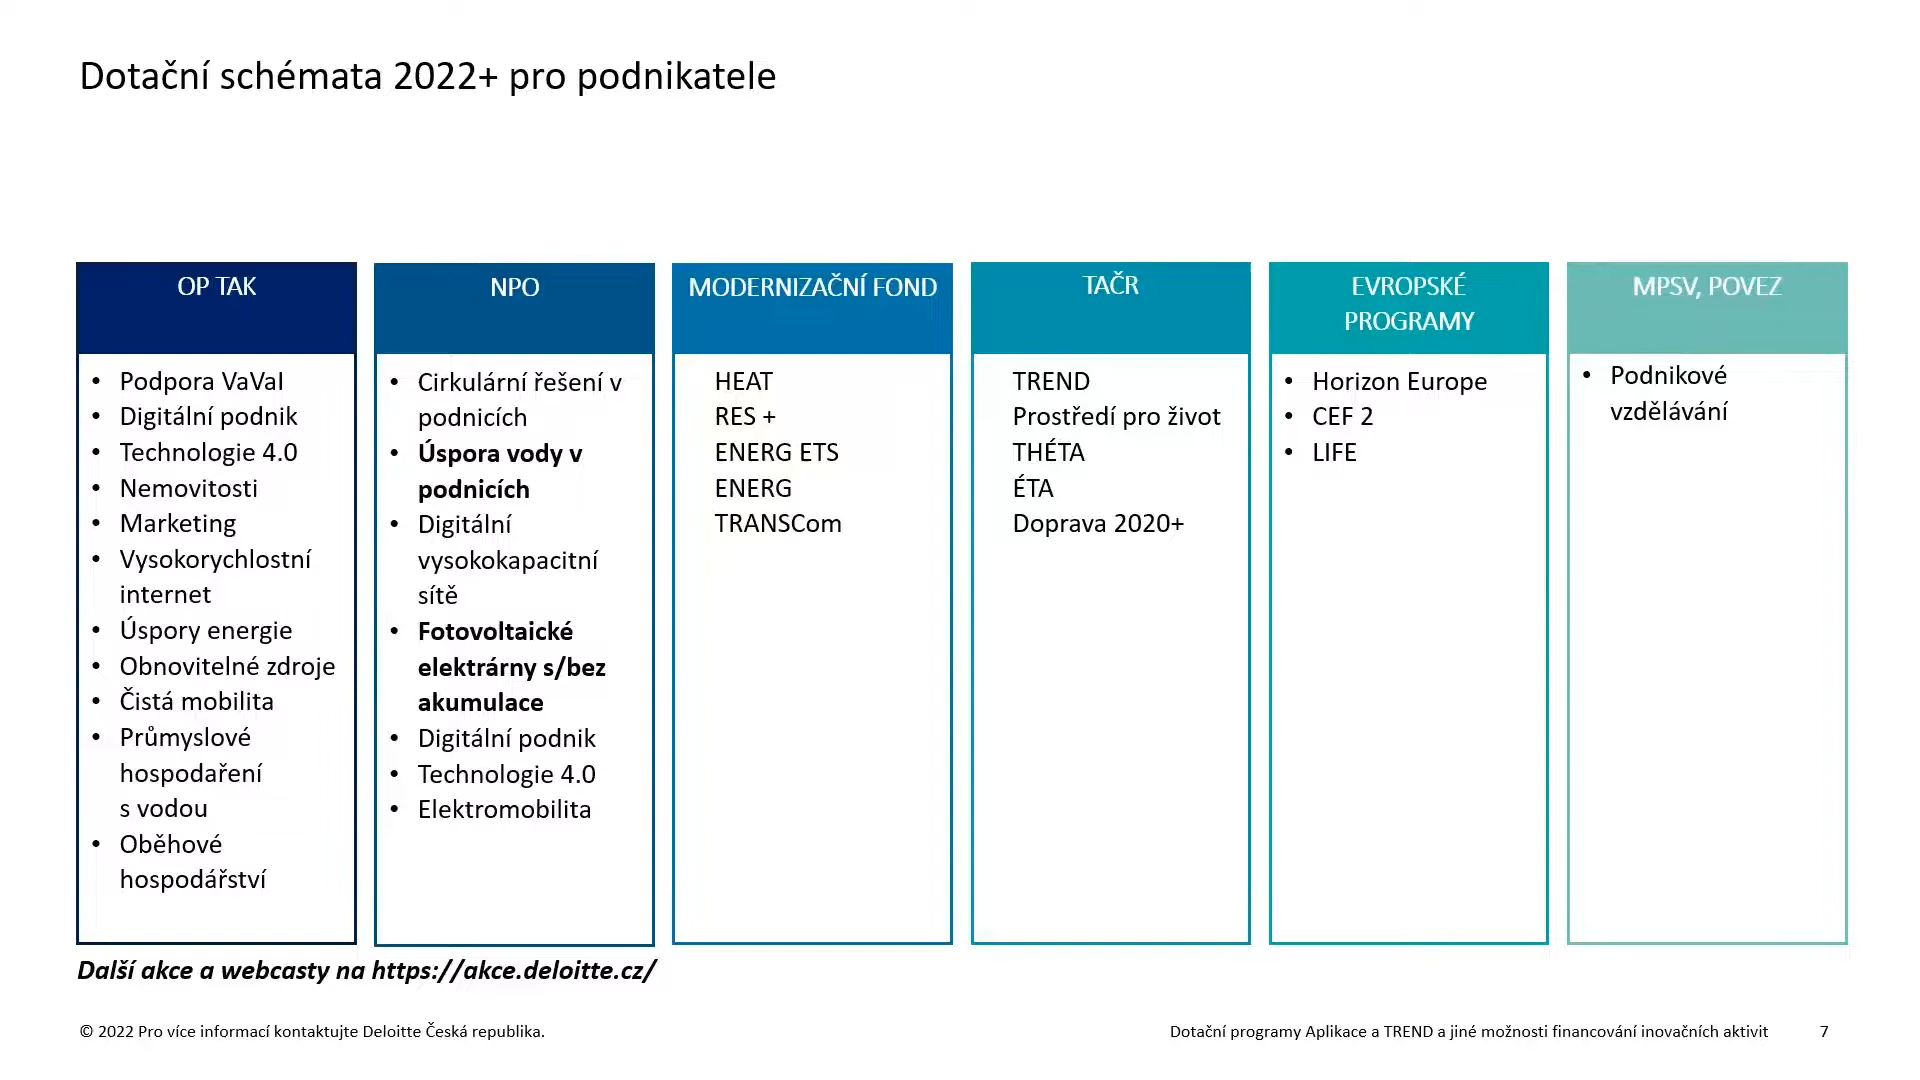 Dotační schémata 2022+ pro podnikatele
OP TAK
• Podpora VaVaI
• Digitální podnik
• Technologie 4.0
• Nemovitosti
• Marketing
• Vysokorychlostní
internet
• Úspory energie
• Obnovitelné zdroje
• Čistá mobilita
• Průmyslové
hospodaření
s vodou
• Oběhové
hospodářství
NPO
• Cirkulární řešení v
podnicích
• Úspora vody v
podnicích
• Digitální
vysokokapacitní
sítě
• Fotovoltaické
elektrárny s/bez
akumulace
• Digitální podnik
• Technologie 4.0
• Elektromobilita
MODERNIZAČNÍ FOND
HEAT
RES +
ENERG ETS
ENERG
TRANSCom
TAČR
TREND
Prostředí pro život
THÉTA
ÉTA
Doprava 2020+
EVROPSKÉ
PROGRAMY
• Horizon Europe
• CEF 2
• LIFE
MPSV, POVEZ
• Podnikové
vzdělávání
Další akce a webcasty na https://akce.deloitte.cz/
© 2022 Pro více informací kontaktujte Deloitte Česká republika.
Dotační programy Aplikace a TREND a jiné možnosti financování inovačních aktivit 7